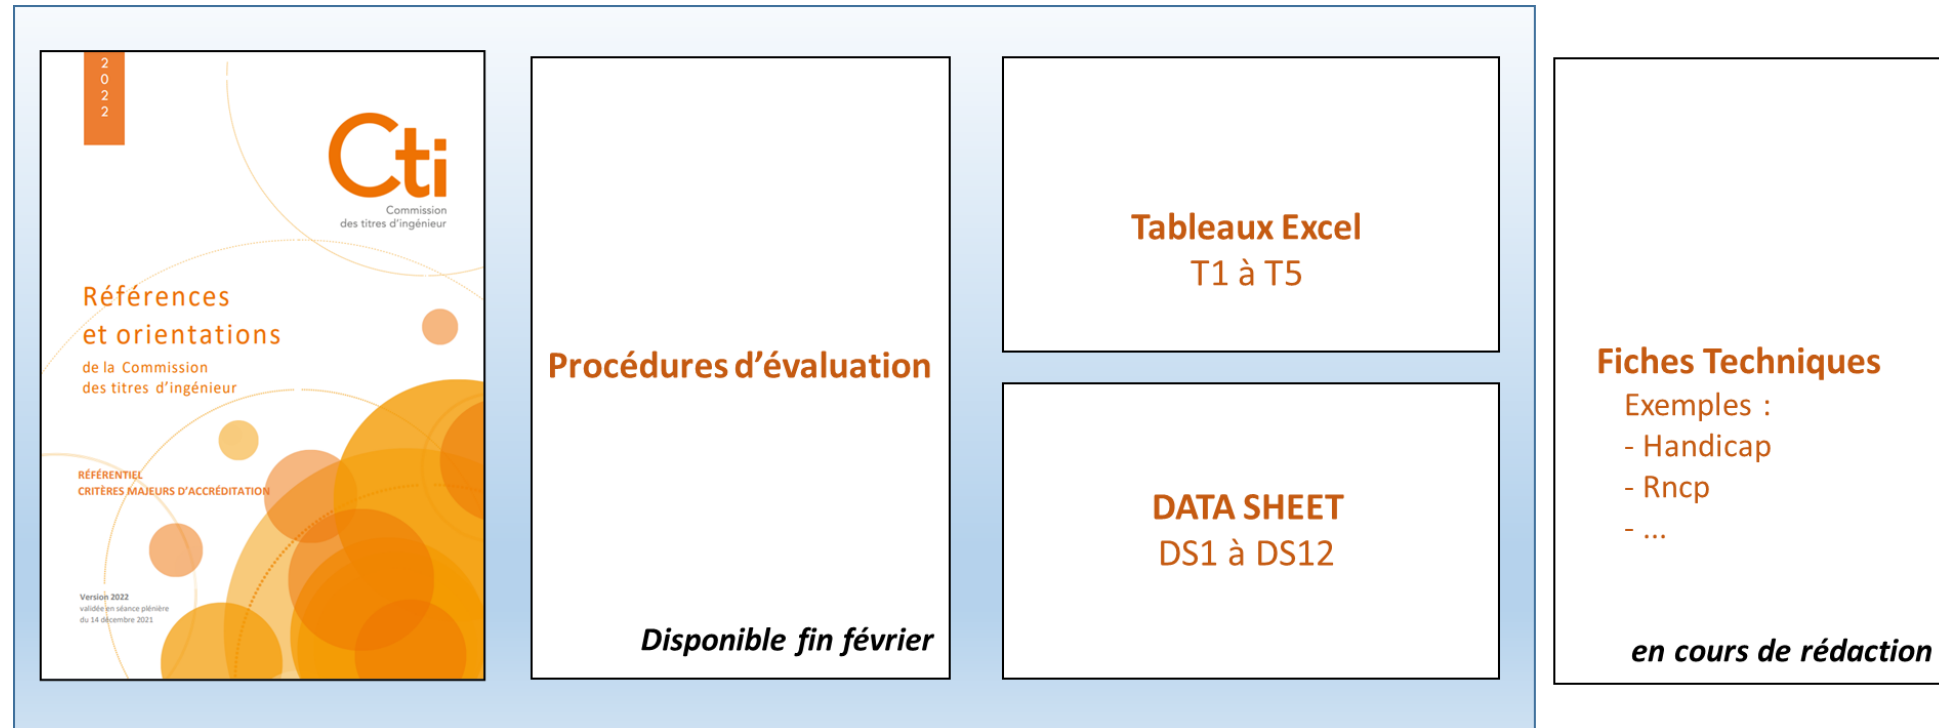 2
0
2
2
Cti
Commission
des titres d'ingénieur
Références
et orientations
de la Commission
des titres d'ingénieur
RÉFÉRENTIEL
CRITÈRES MAJEURS D'ACCRÉDITATION
Version 2022
validée en séance plénière
du 14 décembre 2021
Procédures d'évaluation
Disponible fin février
Tableaux Excel
T1 à T5
DATA SHEET
DS1 à DS12
Fiches Techniques
Exemples :
- Handicap
- Rncp
- ...
en cours de rédaction